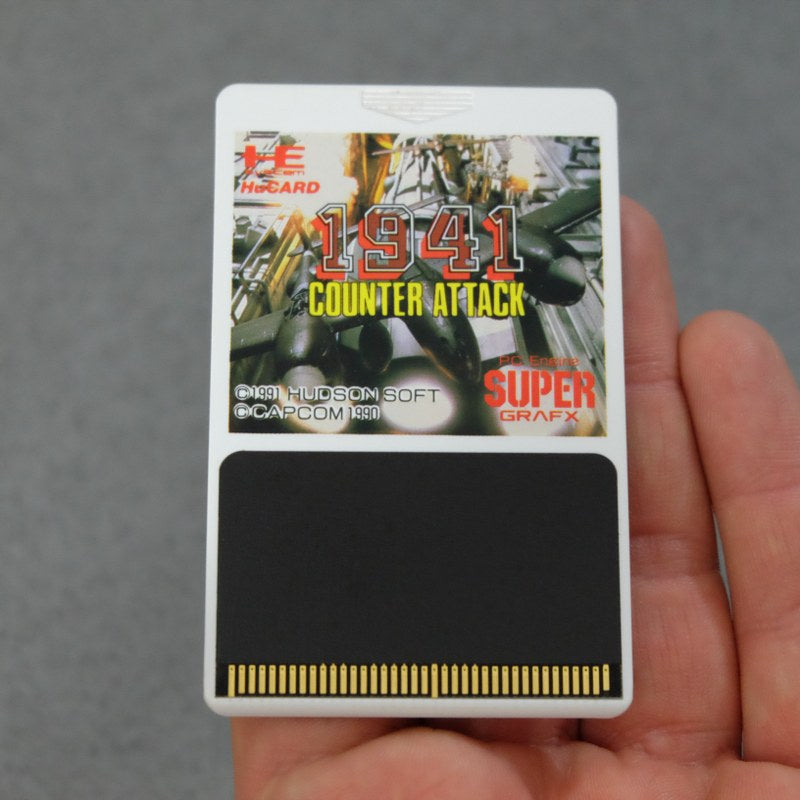 HE
system
HuCARD
1941
COUNTER ATTACK
PC Engine
SUPER
GRAFX
©1991 HUDSON SOFT
©CAPCOM 1990